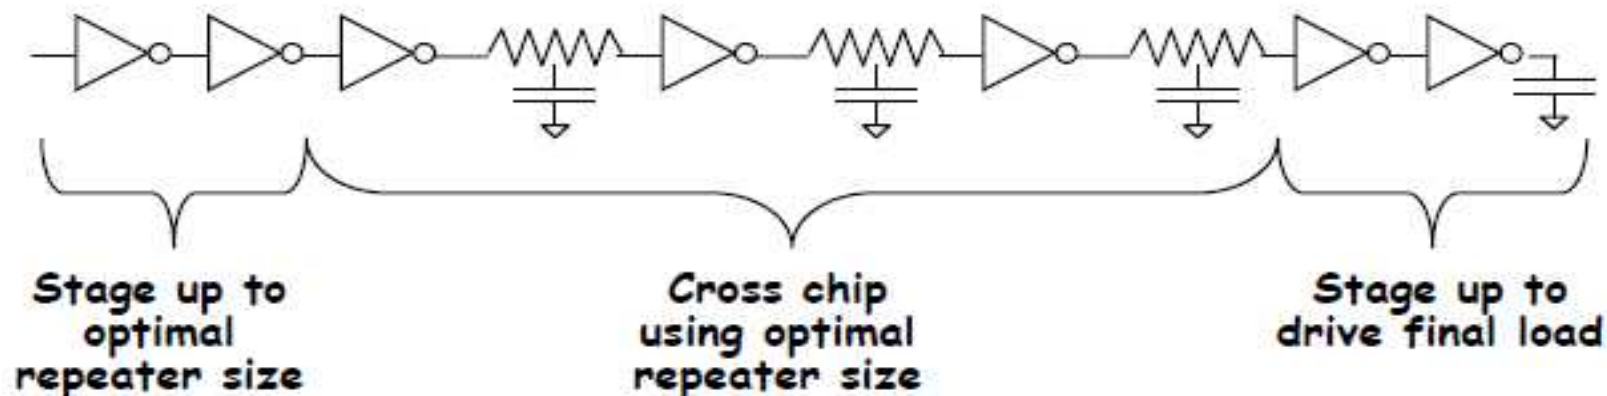 Stage up to
optimal
repeater size
Cross chip
using optimal
repeater size
Stage up to
drive final load